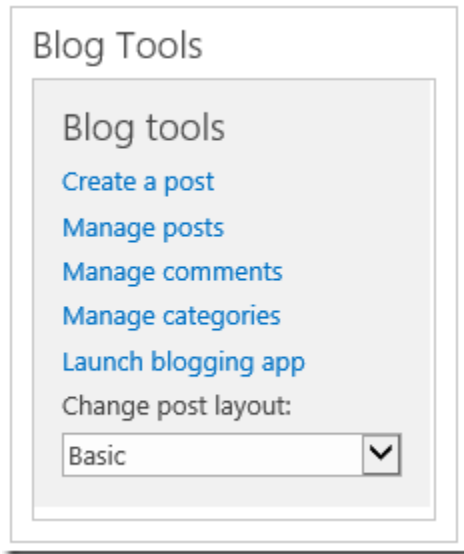 Blog Tools
Blog tools
Create a post
Manage posts
Manage comments
Manage categories
Launch blogging app
Change post layout:
Basic